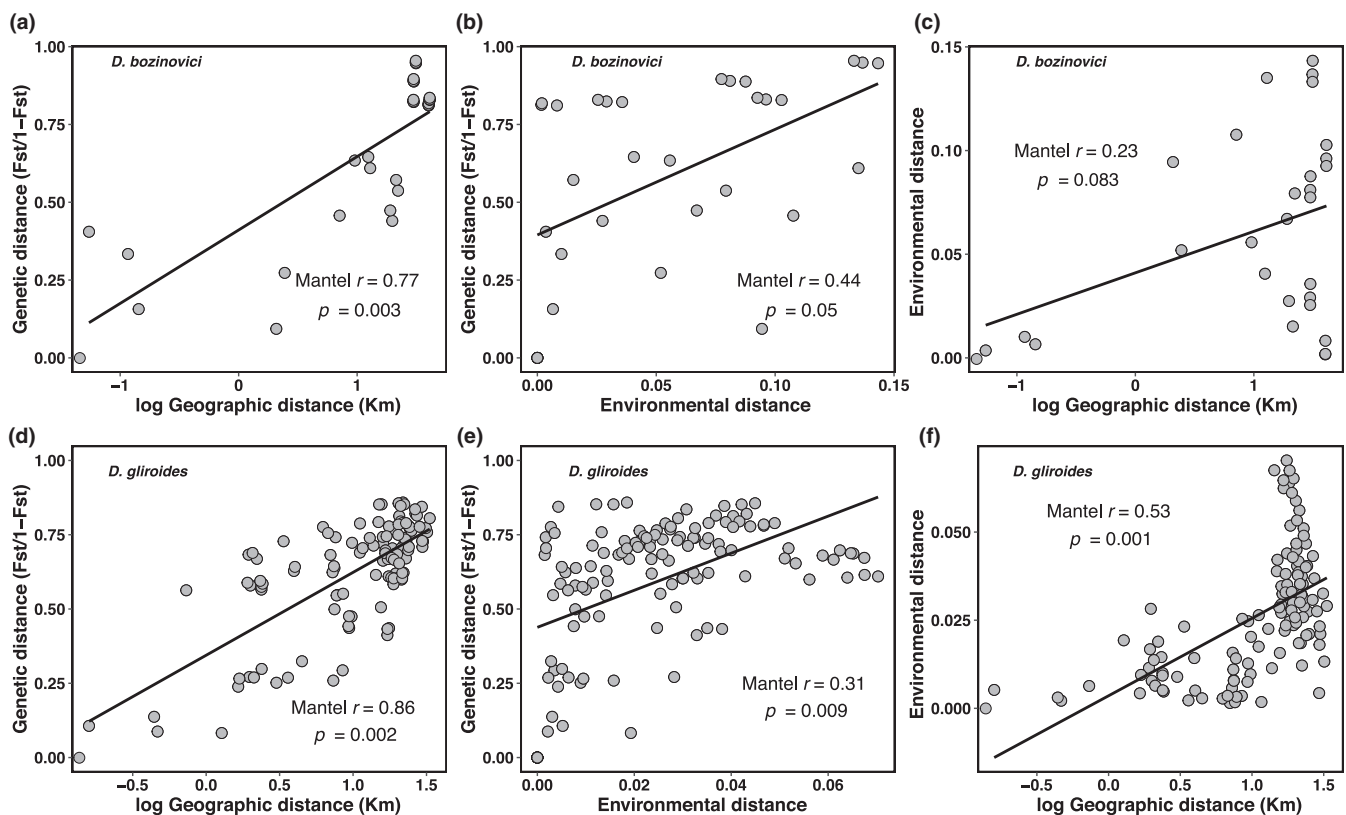 (a)
D. bozinovici
Genetic distance (Fst/1−Fst)
1.00
0.75
0.50
0.25
0.00
Mantel r = 0.77
p = 0.003
−1
0
1
log Geographic distance (Km)
(b)
D. bozinovici
Genetic distance (Fst/1−Fst)
1.00
0.75
0.50
0.25
0.00
Mantel r = 0.44
p = 0.05
0.00
0.05
0.10
0.15
Environmental distance
(c)
D. bozinovici
Environmental distance
0.15
0.10
0.05
0.00
Mantel r = 0.23
p = 0.083
−1
0
1
log Geographic distance (Km)
(d)
D. gliroides
Genetic distance (Fst/1−Fst)
1.00
0.75
0.50
0.25
0.00
Mantel r = 0.86
p = 0.002
−0.5
0.0
0.5
1.0
1.5
log Geographic distance (Km)
(e)
D. gliroides
Genetic distance (Fst/1−Fst)
1.00
0.75
0.50
0.25
0.00
Mantel r = 0.31
p = 0.009
0.00
0.02
0.04
0.06
Environmental distance
(f)
D. gliroides
Environmental distance
0.050
0.025
0.000
Mantel r = 0.53
p = 0.001
−0.5
0.0
0.5
1.0
1.5
log Geographic distance (Km)